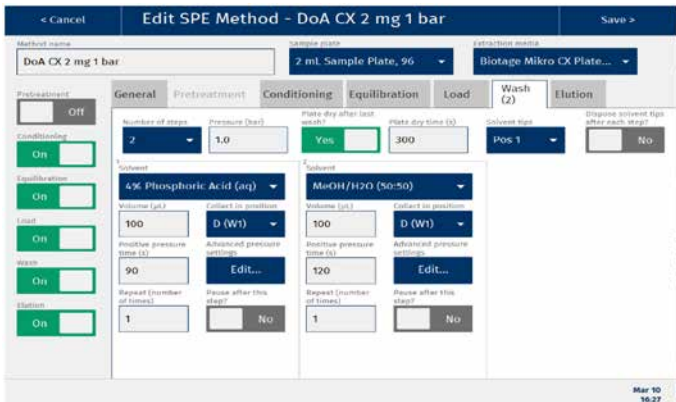 < Cancel
Edit SPE Method - DoA CX 2 mg 1 bar
Save >
Method name
Sample plate
Extraction media
DoA CX 2 mg 1 bar
2 mL Sample Plate, 96
Biotage Mikro CX Plate...
Pretreatment
Off
Conditioning
On
Equilibration
On
Load
On
Wash
On
Elution
On
General
Pretreatment
Conditioning
Equilibration
Load
Wash
(2)
Elution
Number of steps
2
Pressure (bar)
1.0
Plate dry after last
wash?
Yes
Plate dry time (s)
300
Solvent tips
Pos 1
Dispose solvent tips
after each step?
No
1
Solvent
4% Phosphoric Acid (aq)
Volume (µL)
100
Collect in position
D (W1)
Positive pressure
time (s)
90
Advanced pressure
settings
Edit...
Repeat (number
of times)
1
Pause after this
step?
No
2
Solvent
MeOH/H2O (50:50)
Volume (µL)
100
Collect in position
D (W1)
Positive pressure
time (s)
120
Advanced pressure
settings
Edit...
Repeat (number
of times)
1
Pause after this
step?
No
Mar 10
16:27